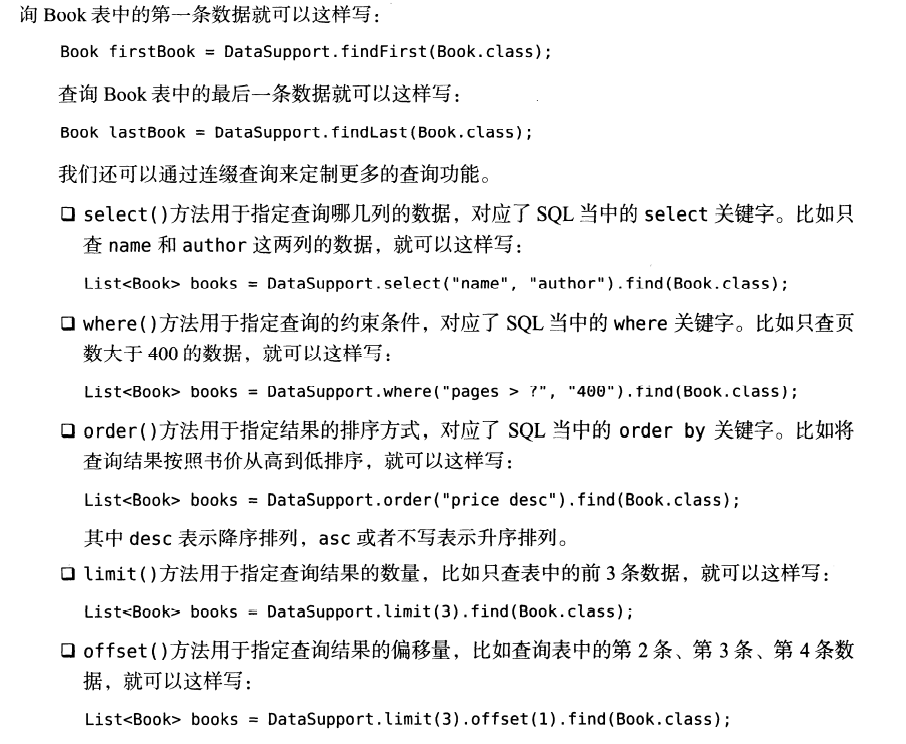 询 Book 表中的第一条数据就可以这样写：
Book firstBook = DataSupport.findFirst(Book.class);
查询 Book 表中的最后一条数据就可以这样写：
Book lastBook = DataSupport.findLast(Book.class);
我们还可以通过连缀查询来定制更多的查询功能。
❑ select()方法用于指定查询哪几列的数据，对应了 SQL 当中的 select 关键字。比如只
查 name 和 author 这两列的数据，就可以这样写：
List<Book> books = DataSupport.select("name", "author").find(Book.class);
❑ where()方法用于指定查询的约束条件，对应了 SQL 当中的 where 关键字。比如只查页
数大于 400 的数据，就可以这样写：
List<Book> books = DataSupport.where("pages > ?", "400").find(Book.class);
❑ order()方法用于指定结果的排序方式，对应了 SQL 当中的 order by 关键字。比如将
查询结果按照书价从高到低排序，就可以这样写：
List<Book> books = DataSupport.order("price desc").find(Book.class);
其中 desc 表示降序排列，asc 或者不写表示升序排列。
❑ limit()方法用于指定查询结果的数量，比如只查表中的前 3 条数据，就可以这样写：
List<Book> books = DataSupport.limit(3).find(Book.class);
❑ offset()方法用于指定查询结果的偏移量，比如查询表中的第 2 条、第 3 条、第 4 条数
据，就可以这样写：
List<Book> books = DataSupport.limit(3).offset(1).find(Book.class);